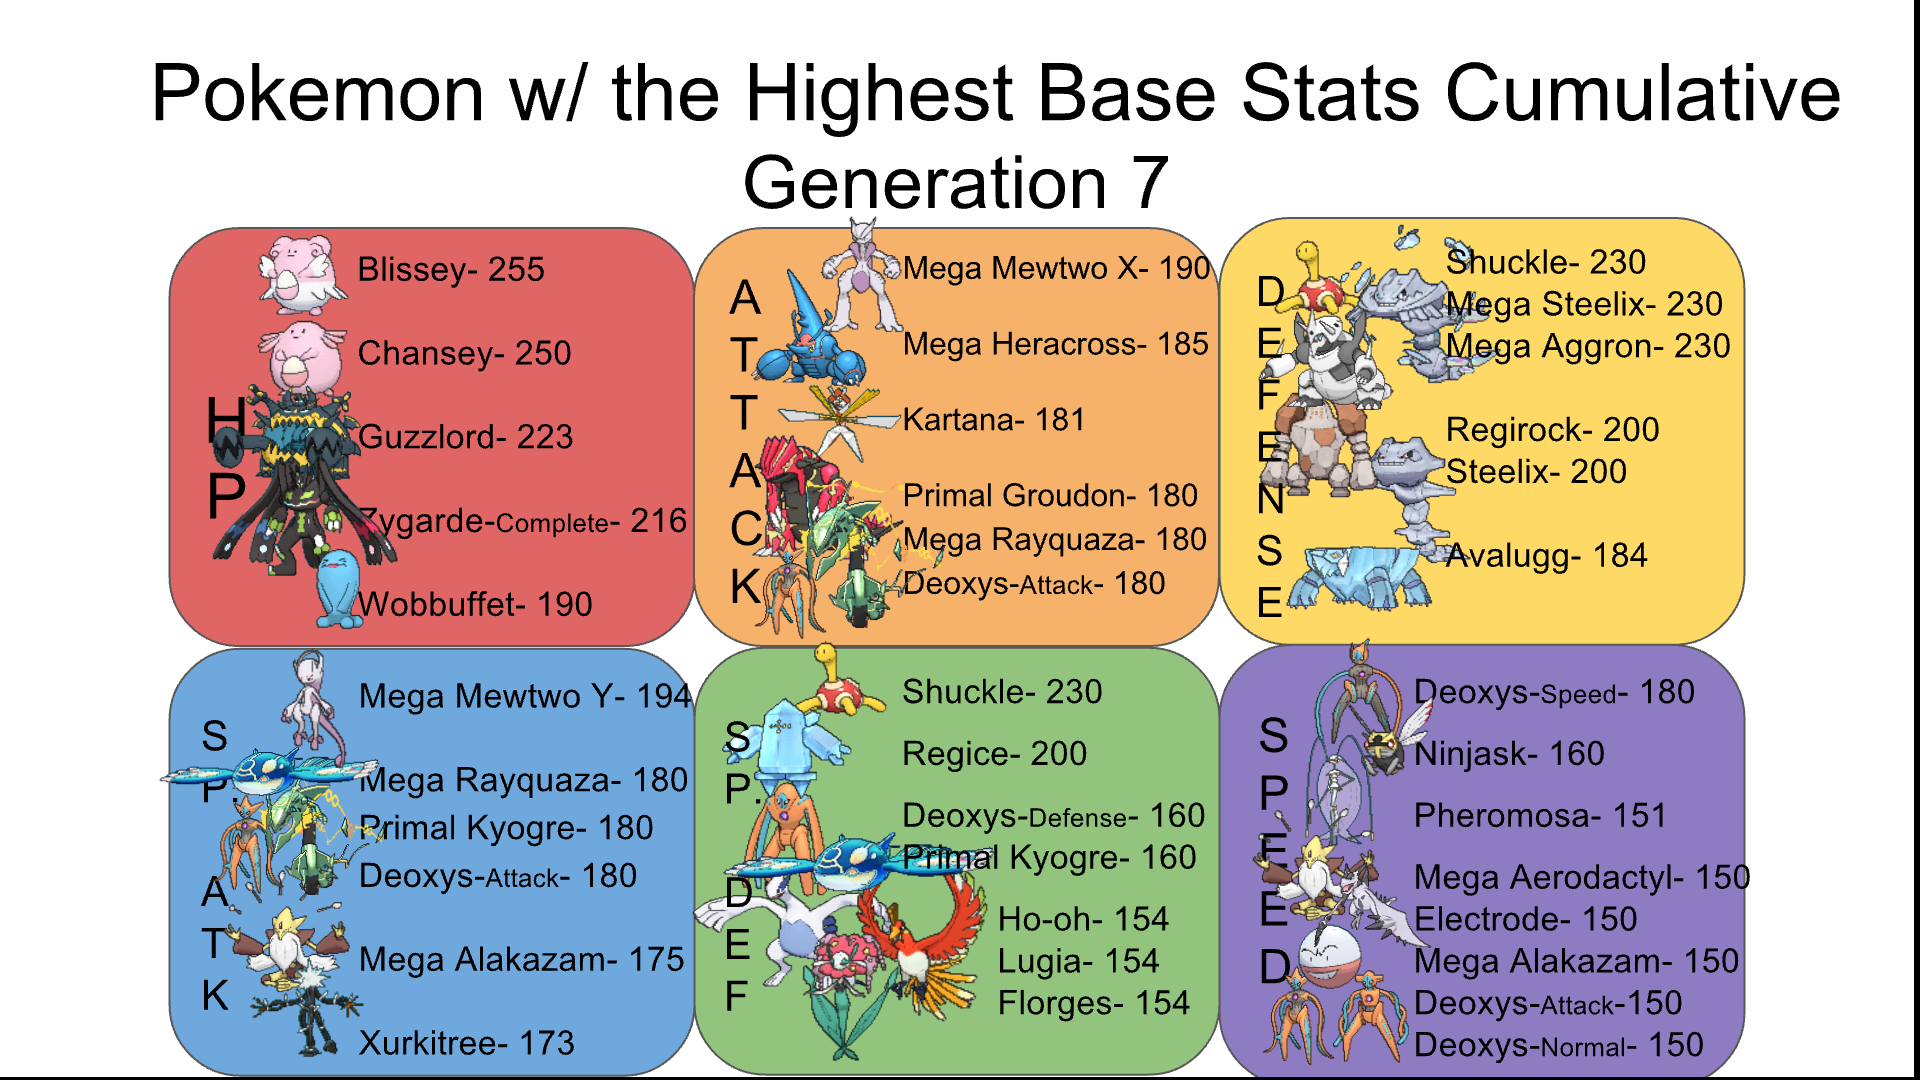 Pokemon w/ the Highest Base Stats Cumulative
Generation 7
HP
Blissey- 255
Chansey- 250
Guzzlord- 223
Zygarde-Complete- 216
Wobbuffet- 190
ATTACK
Mega Mewtwo X- 190
Mega Heracross- 185
Kartana- 181
Primal Groudon- 180
Mega Rayquaza- 180
Deoxys-Attack- 180
DEFENSE
Shuckle- 230
Mega Steelix- 230
Mega Aggron- 230
Regirock- 200
Steelix- 200
Avalugg- 184
SP. ATK
Mega Mewtwo Y- 194
Mega Rayquaza- 180
Primal Kyogre- 180
Deoxys-Attack- 180
Mega Alakazam- 175
Xurkitree- 173
SP. DEF
Shuckle- 230
Regice- 200
Deoxys-Defense- 160
Primal Kyogre- 160
Ho-oh- 154
Lugia- 154
Florges- 154
SPEED
Deoxys-Speed- 180
Ninjask- 160
Pheromosa- 151
Mega Aerodactyl- 150
Electrode- 150
Mega Alakazam- 150
Deoxys-Attack-150
Deoxys-Normal- 150